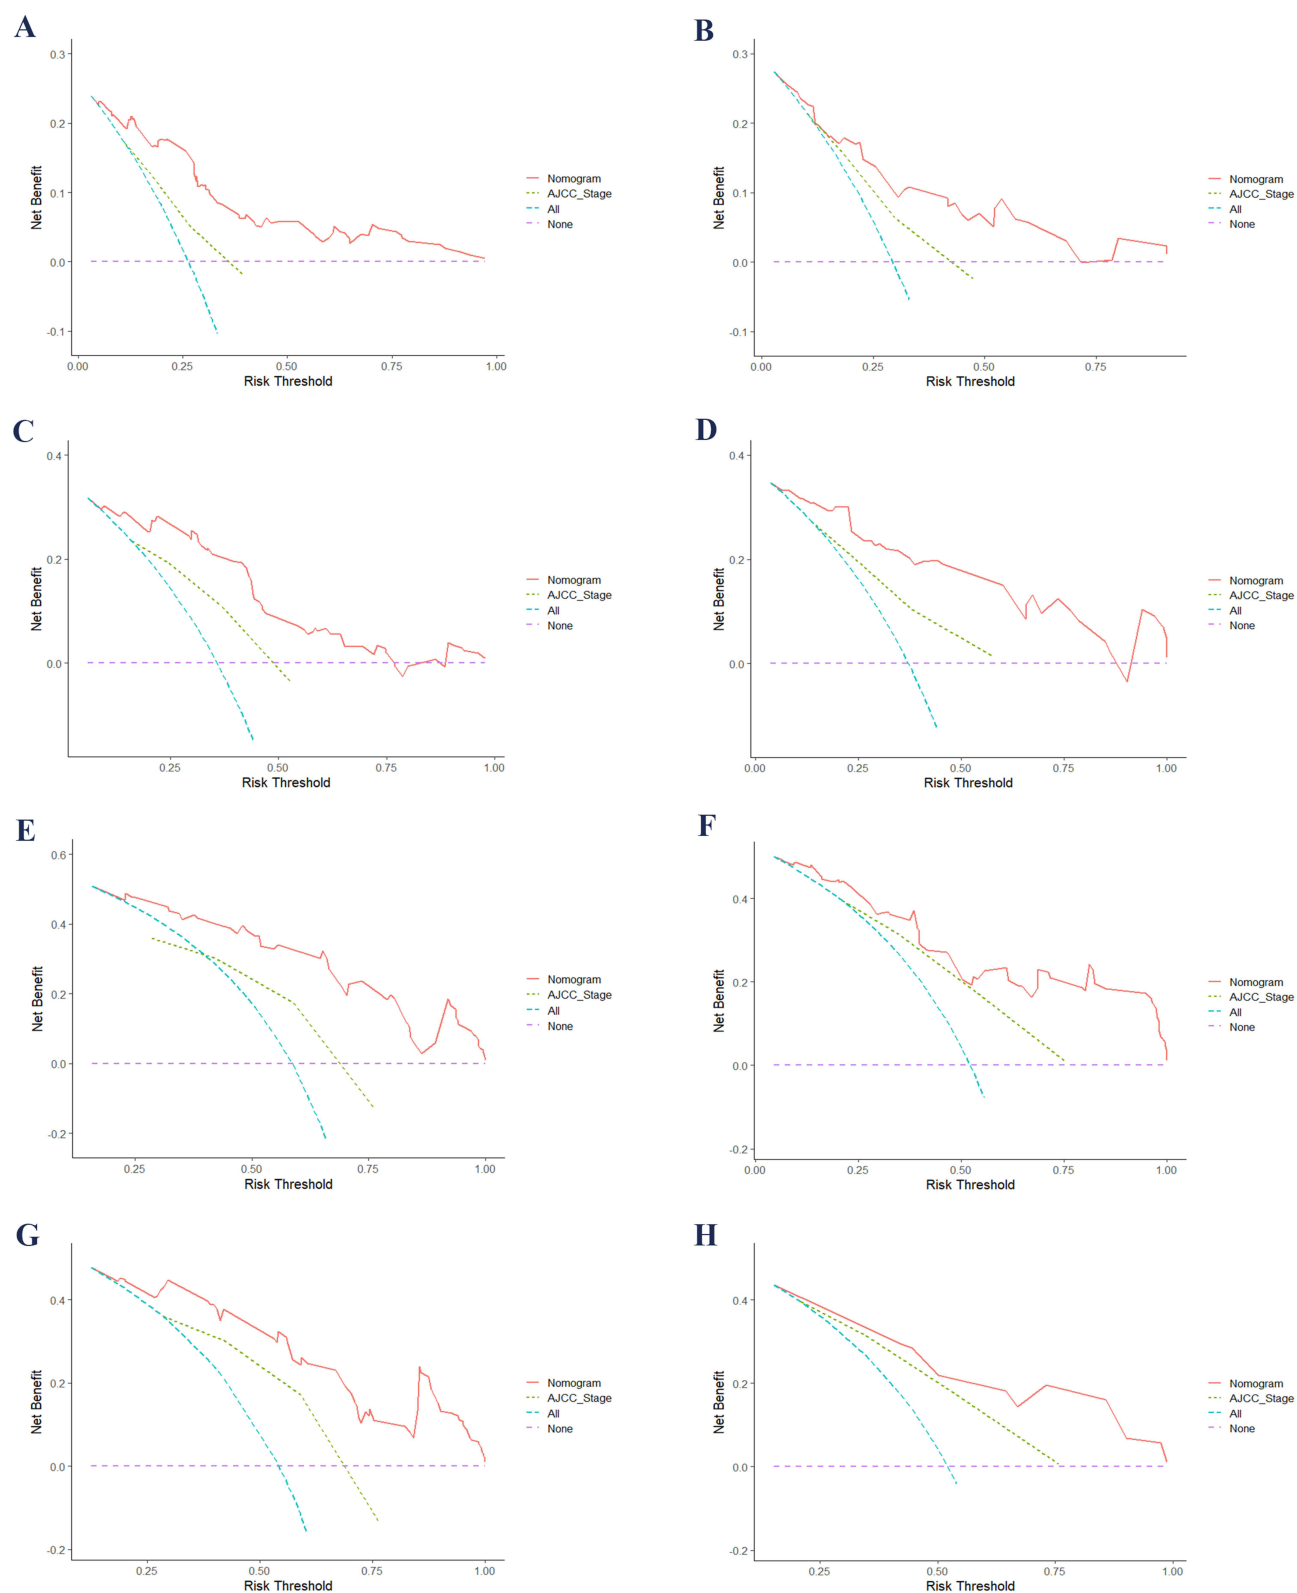 A
0.3
0.2
0.1
0.0
-0.1
Net Benefit
0.00 0.25 0.50 0.75 1.00
Risk Threshold
Nomogram
AJCC_Stage
All
None
B
0.3
0.2
0.1
0.0
-0.1
Net Benefit
0.00 0.25 0.50 0.75
Risk Threshold
Nomogram
AJCC_Stage
All
None
C
0.4
0.2
0.0
Net Benefit
0.25 0.50 0.75 1.00
Risk Threshold
Nomogram
AJCC_Stage
All
None
D
0.4
0.2
0.0
Net Benefit
0.00 0.25 0.50 0.75 1.00
Risk Threshold
Nomogram
AJCC_Stage
All
None
E
0.6
0.4
0.2
0.0
-0.2
Net Benefit
0.25 0.50 0.75 1.00
Risk Threshold
Nomogram
AJCC_Stage
All
None
F
0.4
0.2
0.0
-0.2
Net Benefit
0.00 0.25 0.50 0.75 1.00
Risk Threshold
Nomogram
AJCC_Stage
All
None
G
0.4
0.2
0.0
-0.2
Net Benefit
0.25 0.50 0.75 1.00
Risk Threshold
Nomogram
AJCC_Stage
All
None
H
0.4
0.2
0.0
-0.2
Net Benefit
0.25 0.50 0.75 1.00
Risk Threshold
Nomogram
AJCC_Stage
All
None